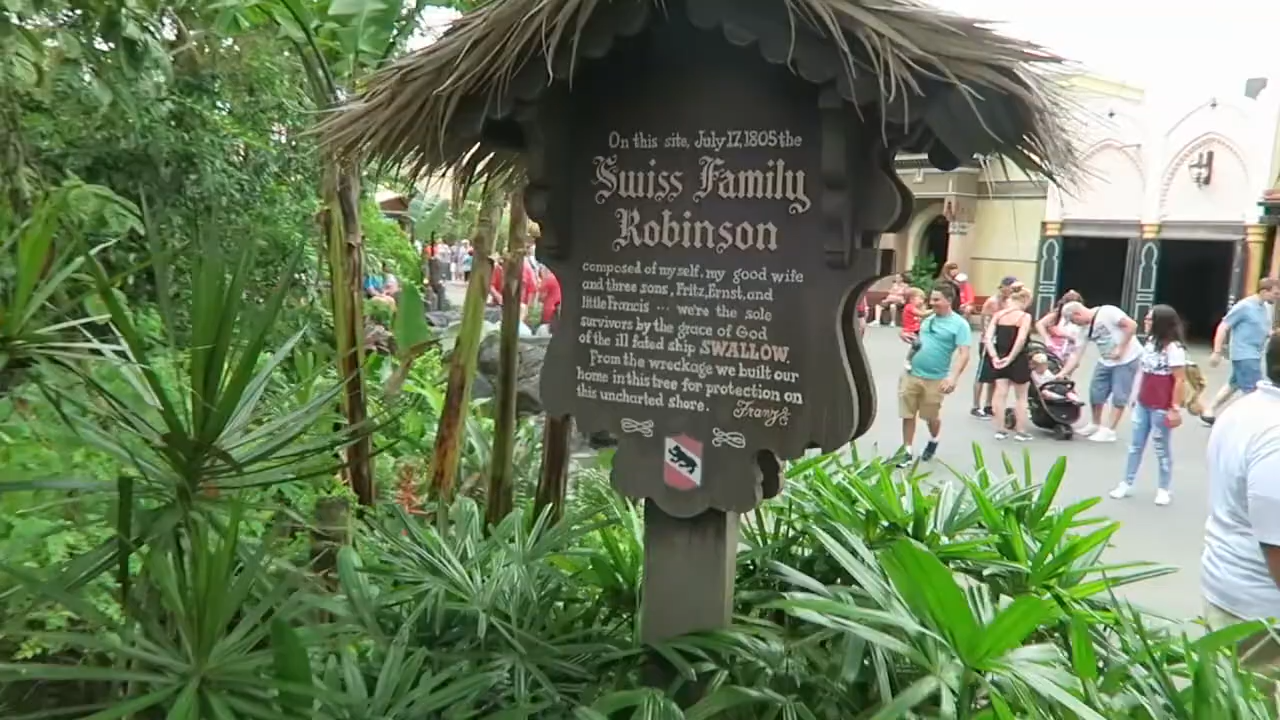 On this site, July 17, 1805 the
Swiss Family
Robinson
composed of my self, my good wife
and three sons, Fritz, Ernst, and
little Francis ... were the sole
survivors by the grace of God
of the ill fated ship SWALLOW.
From the wreckage we built our
home in this tree for protection on
this uncharted shore. Franz